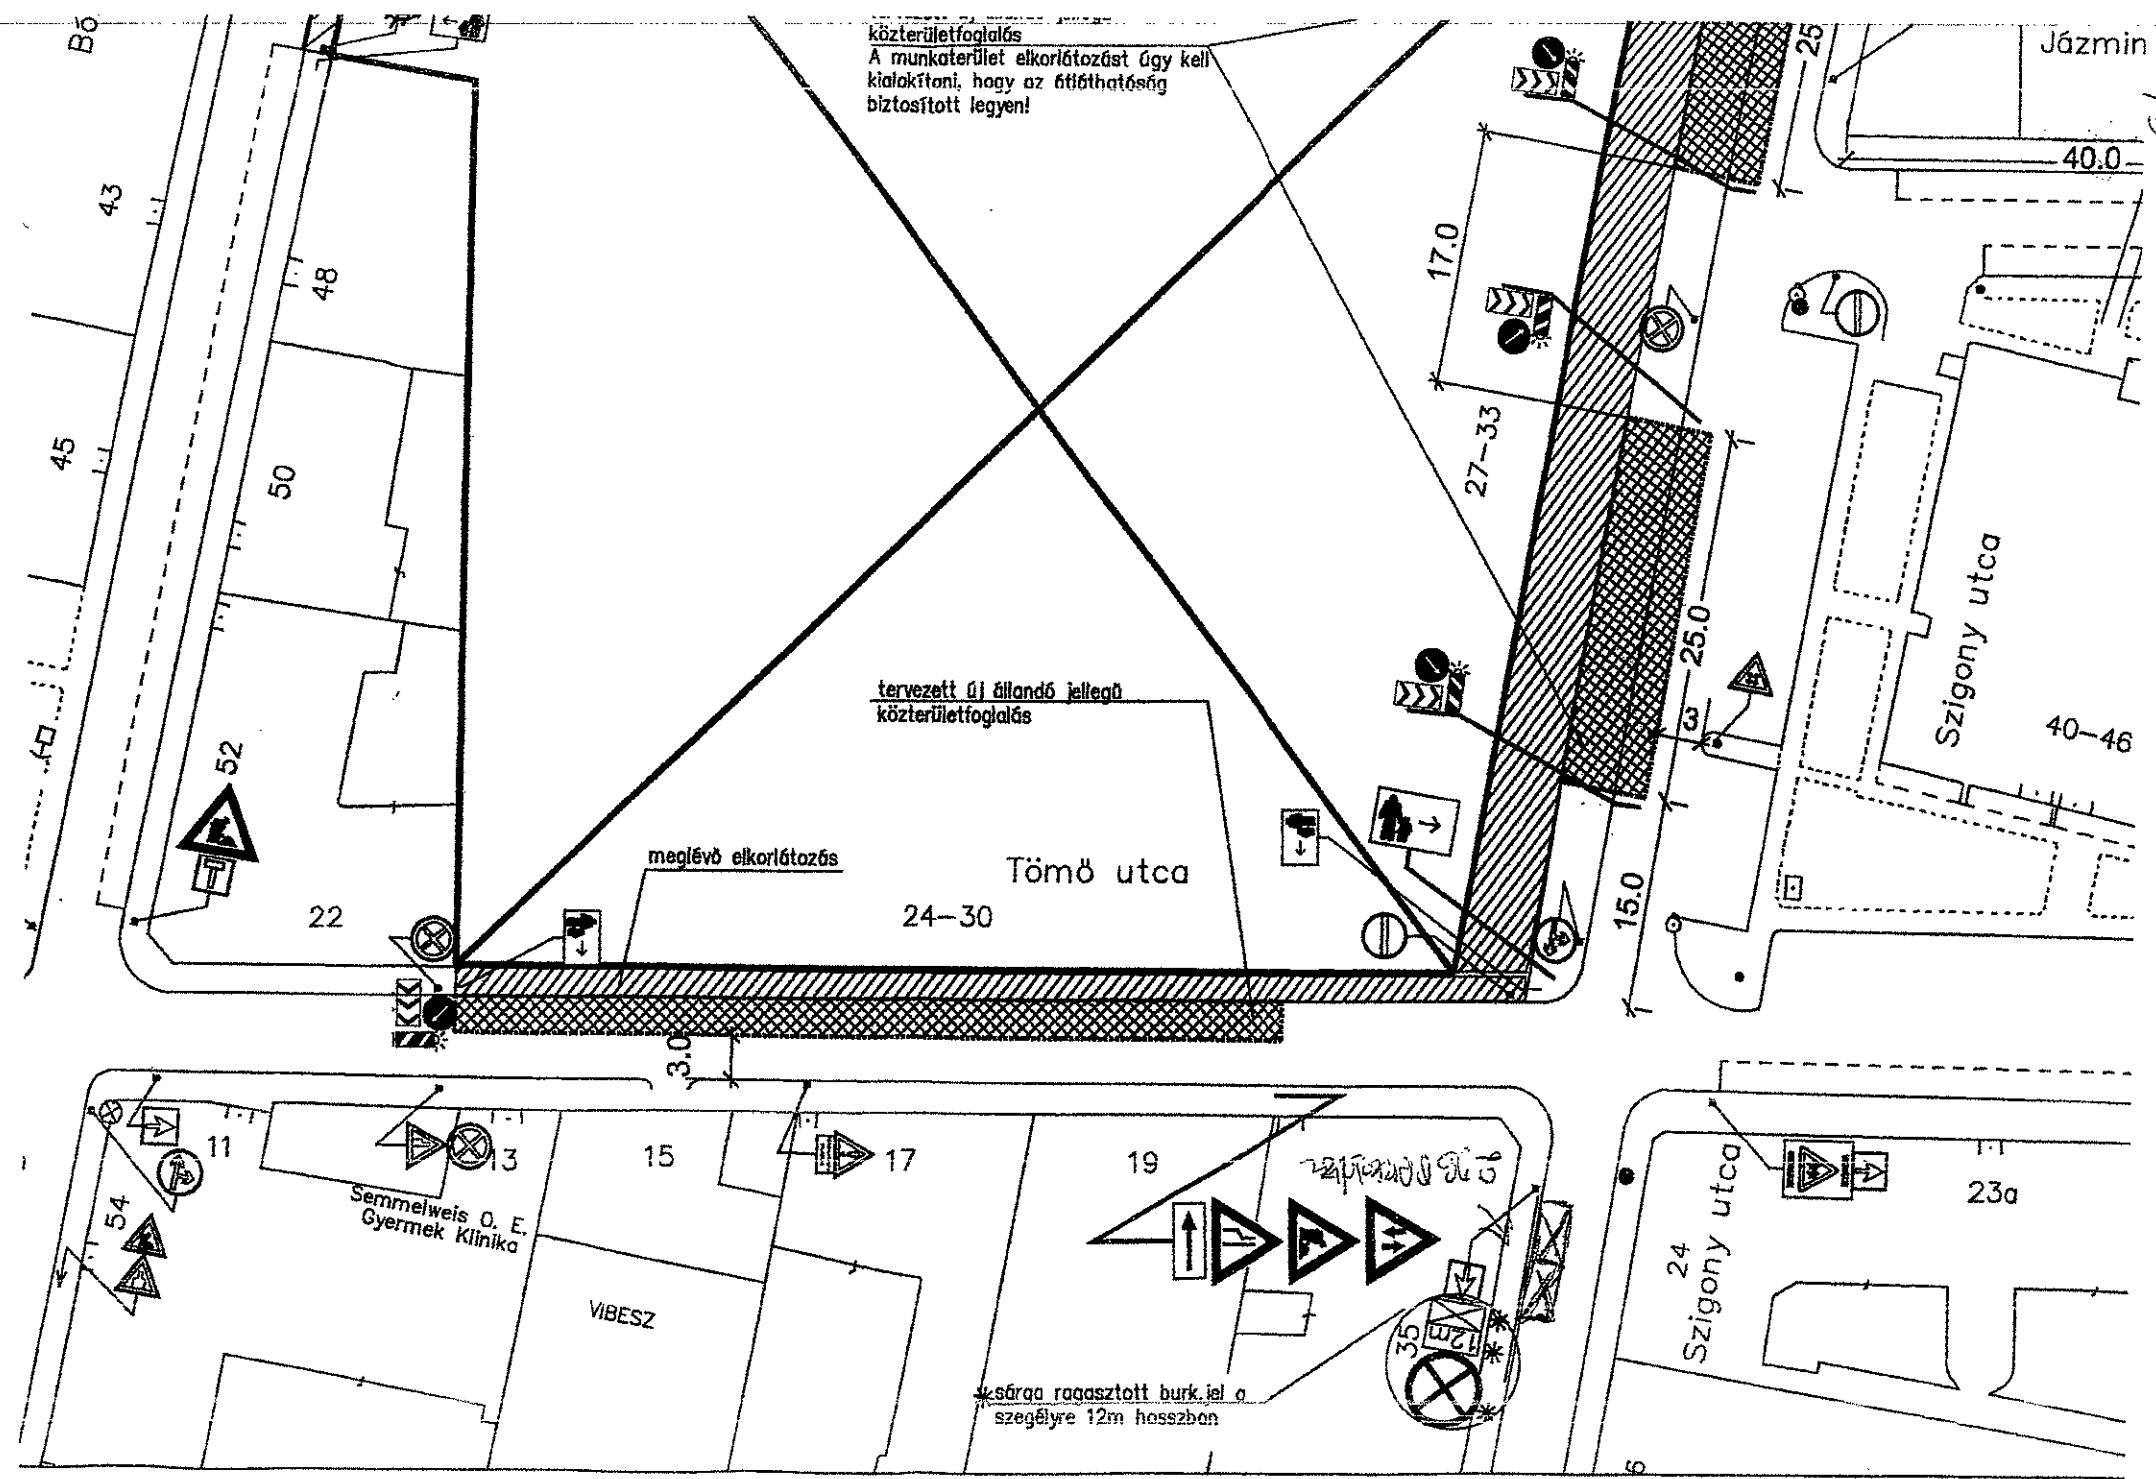 Bó
közterületfoglalás
A munkaterület elkorlátozást úgy kell
kialakítani, hogy az átláthatóság
biztosított legyen!
25
Jázmin
40.0
43
48
17.0
45
50
27-33
25.0
Szigony utca
3
40-46
tervezett új állandó jellegű
közterületfoglalás
52
meglévő elkorlátozás
Tömő utca
22
24-30
15.0
3.0
11
13
15
17
19
23a
54
Semmelweis O. E.
Gyermek Klinika
VIBESZ
24
Szigony utca
35
12m
sárga ragasztott burk.jel a
szegélyre 12m hosszban
6